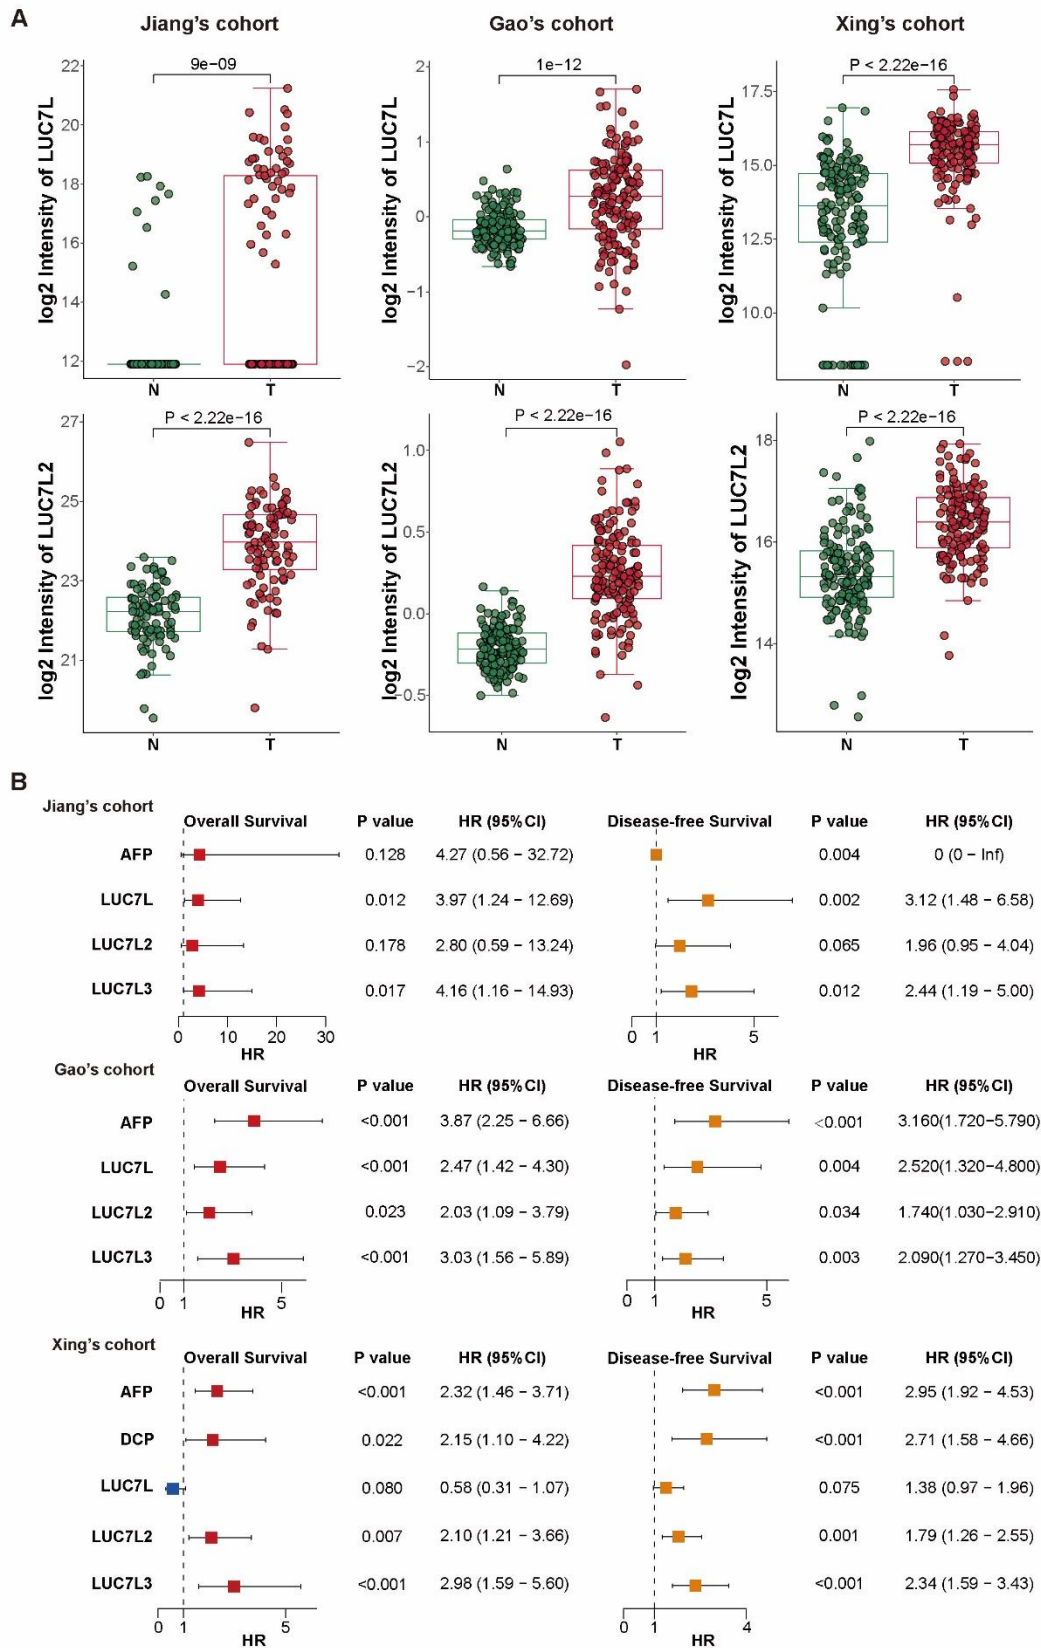 A
Jiang's cohort Gao's cohort Xing's cohort
log2 Intensity of LUC7L
22
20
18
16
14
12
9e−09
N T
log2 Intensity of LUC7L
2
1
0
−1
−2
1e−12
N T
log2 Intensity of LUC7L
17.5
15.0
12.5
10.0
P < 2.22e−16
N T
log2 Intensity of LUC7L2
27
25
23
21
P < 2.22e−16
N T
log2 Intensity of LUC7L2
1.0
0.5
0.0
−0.5
P < 2.22e−16
N T
log2 Intensity of LUC7L2
18
16
14
P < 2.22e−16
N T
B
Jiang's cohort
Overall Survival P value HR (95%CI) Disease-free Survival P value HR (95%CI)
AFP 0.128 4.27 (0.56 − 32.72) 0.004 0 (0 − Inf)
LUC7L 0.012 3.97 (1.24 − 12.69) 0.002 3.12 (1.48 − 6.58)
LUC7L2 0.178 2.80 (0.59 − 13.24) 0.065 1.96 (0.95 − 4.04)
LUC7L3 0.017 4.16 (1.16 − 14.93) 0.012 2.44 (1.19 − 5.00)
0 10 20 30 0 1 5
HR HR
Gao's cohort
Overall Survival P value HR (95%CI) Disease-free Survival P value HR (95%CI)
AFP <0.001 3.87 (2.25 − 6.66) <0.001 3.160(1.720−5.790)
LUC7L <0.001 2.47 (1.42 − 4.30) 0.004 2.520(1.320−4.800)
LUC7L2 0.023 2.03 (1.09 − 3.79) 0.034 1.740(1.030−2.910)
LUC7L3 <0.001 3.03 (1.56 − 5.89) 0.003 2.090(1.270−3.450)
0 1 5 0 1 5
HR HR
Xing's cohort
Overall Survival P value HR (95%CI) Disease-free Survival P value HR (95%CI)
AFP <0.001 2.32 (1.46 − 3.71) <0.001 2.95 (1.92 − 4.53)
DCP 0.022 2.15 (1.10 − 4.22) <0.001 2.71 (1.58 − 4.66)
LUC7L 0.080 0.58 (0.31 − 1.07) 0.075 1.38 (0.97 − 1.96)
LUC7L2 0.007 2.10 (1.21 − 3.66) 0.001 1.79 (1.26 − 2.55)
LUC7L3 <0.001 2.98 (1.59 − 5.60) <0.001 2.34 (1.59 − 3.43)
0 1 5 0 1 4
HR HR